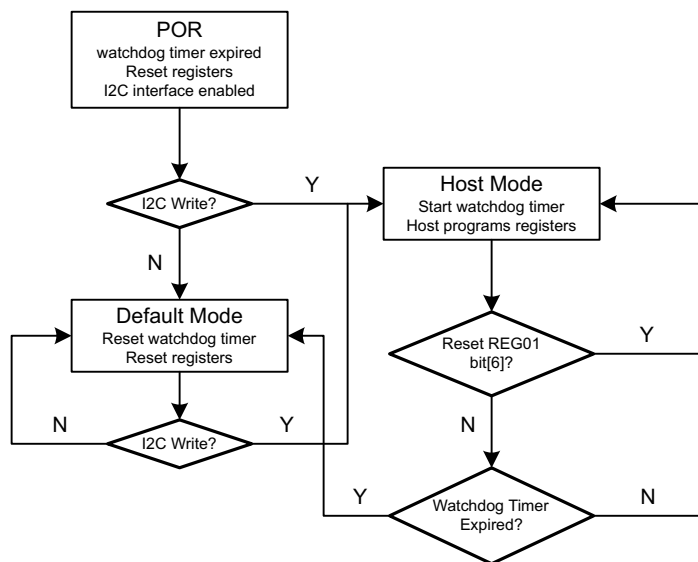 POR
watchdog timer expired
Reset registers
I2C interface enabled
I2C Write?
Y
N
Host Mode
Start watchdog timer
Host programs registers
Default Mode
Reset watchdog timer
Reset registers
Reset REG01
bit[6]?
Y
N
I2C Write?
N
Y
Watchdog Timer
Expired?
Y
N